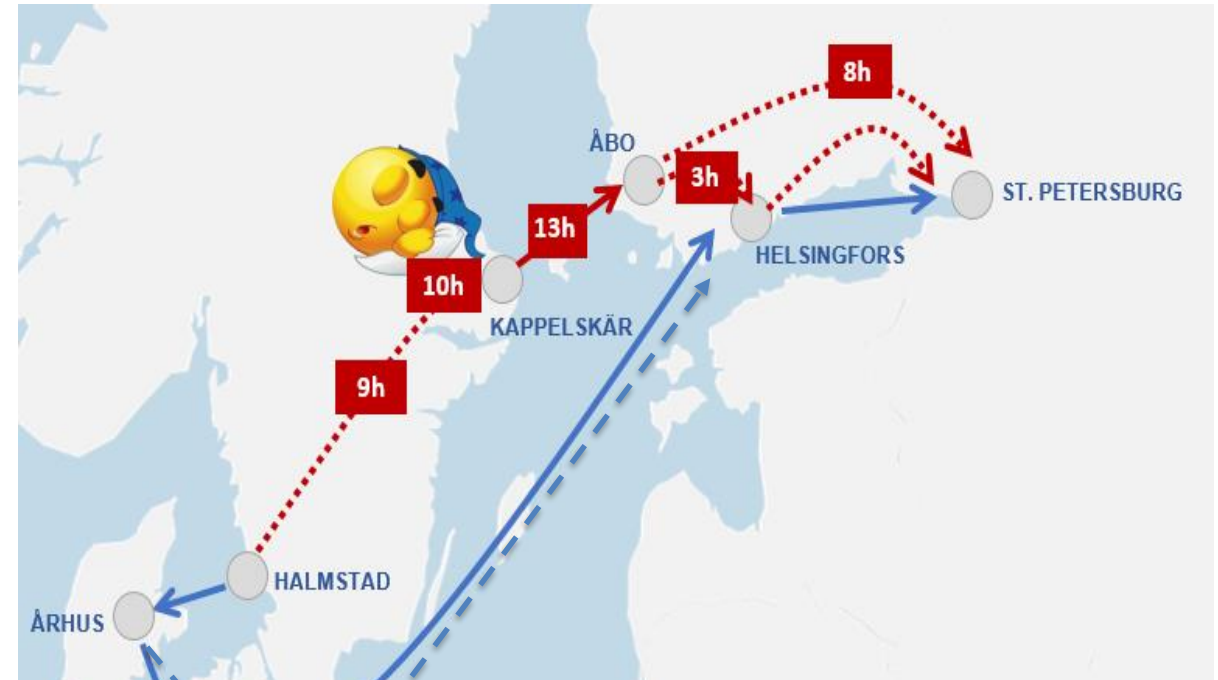 8h
ÅBO
3h
ST. PETERSBURG
13h
HELSINGFORS
10h
KAPPELSKÄR
9h
HALMSTAD
ÅRHUS